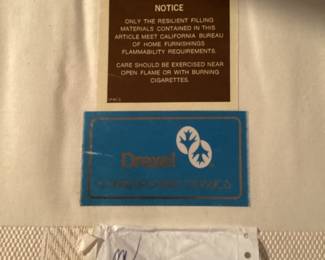 NOTICE
ONLY THE RESILIENT FILLING
MATERIALS CONTAINED IN THIS
ARTICLE MEET CALIFORNIA BUREAU
OF HOME FURNISHINGS
FLAMMABILITY REQUIREMENTS.
CARE SHOULD BE EXERCISED NEAR
OPEN FLAME OR WITH BURNING
CIGARETTES.
Drexel